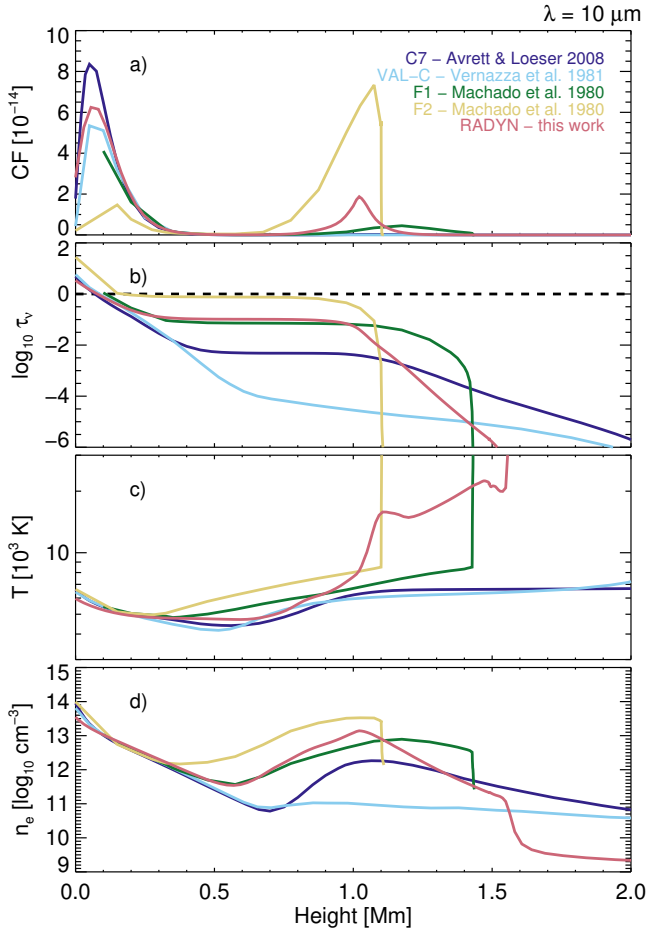 λ = 10 μm
10
8
6
4
2
0
CF [10⁻¹⁴]
a)
C7 − Avrett & Loeser 2008
VAL−C − Vernazza et al. 1981
F1 − Machado et al. 1980
F2 − Machado et al. 1980
RADYN − this work
2
0
−2
−4
−6
log₁₀ τᵥ
b)
10
T [10³ K]
c)
15
14
13
12
11
10
9
nₑ [log₁₀ cm⁻³]
d)
0.0 0.5 1.0 1.5 2.0
Height [Mm]